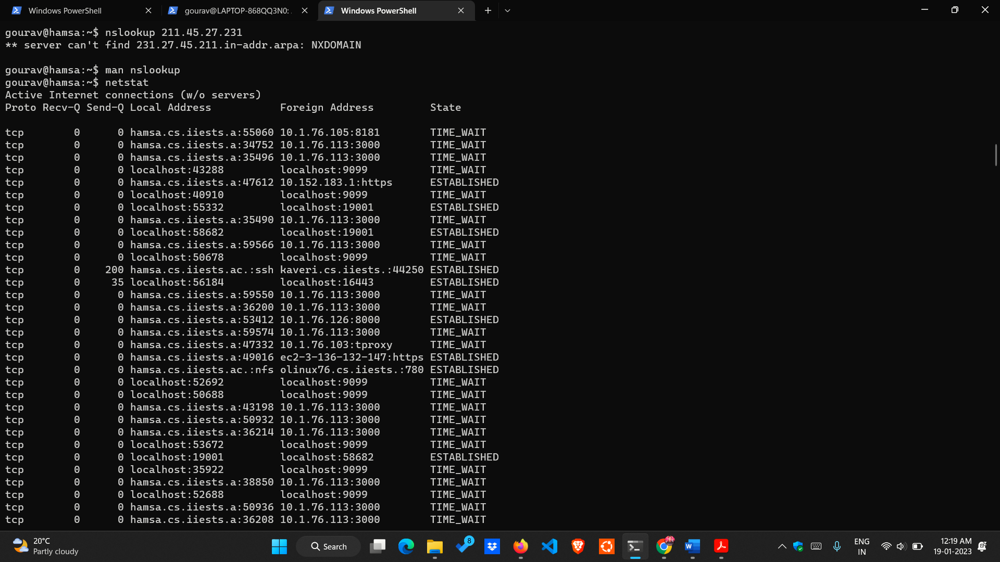 Windows PowerShell
gourav@LAPTOP-868QQ3N0:
Windows PowerShell
gourav@hamsa:~$ nslookup 211.45.27.231
** server can't find 231.27.45.211.in-addr.arpa: NXDOMAIN
gourav@hamsa:~$ man nslookup
gourav@hamsa:~$ netstat
Active Internet connections (w/o servers)
Proto Recv-Q Send-Q Local Address           Foreign Address         State
tcp        0      0 hamsa.cs.iiests.a:55060 10.1.76.105:8181        TIME_WAIT
tcp        0      0 hamsa.cs.iiests.a:34752 10.1.76.113:3000        TIME_WAIT
tcp        0      0 hamsa.cs.iiests.a:35496 10.1.76.113:3000        TIME_WAIT
tcp        0      0 localhost:43288         localhost:9099          TIME_WAIT
tcp        0      0 hamsa.cs.iiests.a:47612 10.152.183.1:https      ESTABLISHED
tcp        0      0 localhost:40910         localhost:9099          TIME_WAIT
tcp        0      0 localhost:55332         localhost:19001         ESTABLISHED
tcp        0      0 hamsa.cs.iiests.a:35490 10.1.76.113:3000        TIME_WAIT
tcp        0      0 localhost:58682         localhost:19001         ESTABLISHED
tcp        0      0 hamsa.cs.iiests.a:59566 10.1.76.113:3000        TIME_WAIT
tcp        0      0 localhost:50678         localhost:9099          TIME_WAIT
tcp        0    200 hamsa.cs.iiests.ac.:ssh kaveri.cs.iiests.:44250 ESTABLISHED
tcp        0     35 localhost:56184         localhost:16443         ESTABLISHED
tcp        0      0 hamsa.cs.iiests.a:59550 10.1.76.113:3000        TIME_WAIT
tcp        0      0 hamsa.cs.iiests.a:36200 10.1.76.113:3000        TIME_WAIT
tcp        0      0 hamsa.cs.iiests.a:53412 10.1.76.126:8000        ESTABLISHED
tcp        0      0 hamsa.cs.iiests.a:59574 10.1.76.113:3000        TIME_WAIT
tcp        0      0 hamsa.cs.iiests.a:47332 10.1.76.103:tproxy      TIME_WAIT
tcp        0      0 hamsa.cs.iiests.a:49016 ec2-3-136-132-147:https ESTABLISHED
tcp        0      0 hamsa.cs.iiests.ac.:nfs olinux76.cs.iiests.:780 ESTABLISHED
tcp        0      0 localhost:52692         localhost:9099          TIME_WAIT
tcp        0      0 localhost:50688         localhost:9099          TIME_WAIT
tcp        0      0 hamsa.cs.iiests.a:43198 10.1.76.113:3000        TIME_WAIT
tcp        0      0 hamsa.cs.iiests.a:50932 10.1.76.113:3000        TIME_WAIT
tcp        0      0 hamsa.cs.iiests.a:36214 10.1.76.113:3000        TIME_WAIT
tcp        0      0 localhost:53672         localhost:9099          TIME_WAIT
tcp        0      0 localhost:19001         localhost:58682         ESTABLISHED
tcp        0      0 localhost:35922         localhost:9099          TIME_WAIT
tcp        0      0 hamsa.cs.iiests.a:38850 10.1.76.113:3000        TIME_WAIT
tcp        0      0 localhost:52688         localhost:9099          TIME_WAIT
tcp        0      0 hamsa.cs.iiests.a:50936 10.1.76.113:3000        TIME_WAIT
tcp        0      0 hamsa.cs.iiests.a:36208 10.1.76.113:3000        TIME_WAIT
20°C
Partly cloudy
Search
8
W
ENG
IN
12:19 AM
19-01-2023